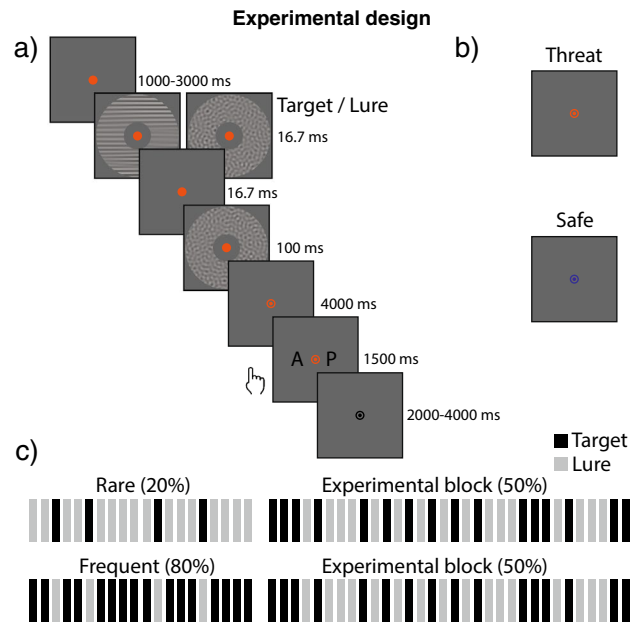 Experimental design
a)
1000-3000 ms
Target / Lure
16.7 ms
16.7 ms
100 ms
4000 ms
A P
1500 ms
2000-4000 ms
b)
Threat
Safe
Target
Lure
c)
Rare (20%)
Experimental block (50%)
Frequent (80%)
Experimental block (50%)